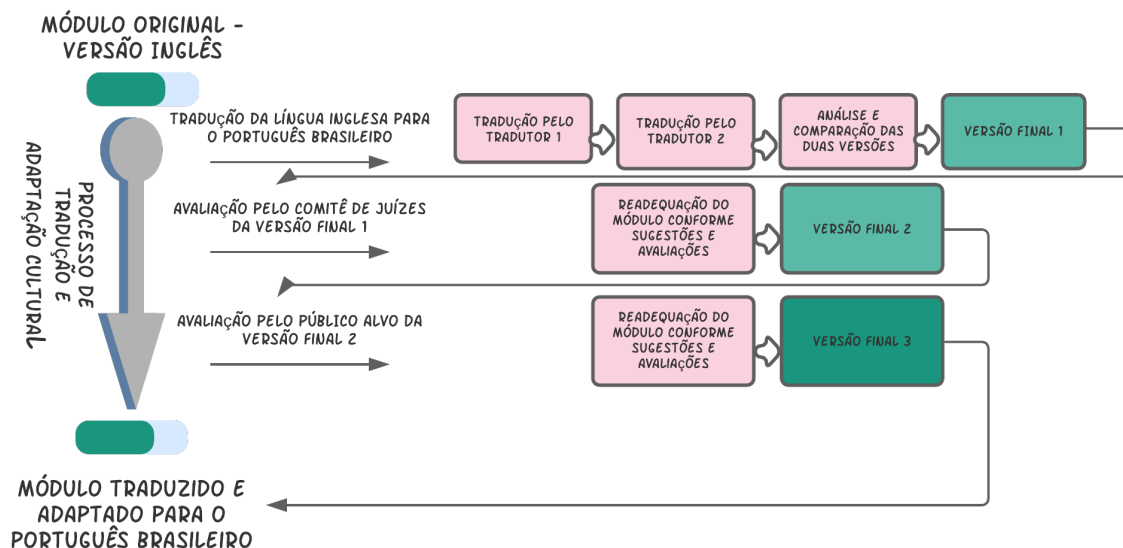 MÓDULO ORIGINAL -
VERSÃO INGLÊS
TRADUÇÃO DA LÍNGUA INGLESA PARA
O PORTUGUÊS BRASILEIRO
TRADUÇÃO PELO
TRADUTOR 1
TRADUÇÃO PELO
TRADUTOR 2
ANÁLISE E
COMPARAÇÃO DAS
DUAS VERSÕES
VERSÃO FINAL 1
PROCESSO DE
TRADUÇÃO E
ADAPTAÇÃO CULTURAL
AVALIAÇÃO PELO COMITÊ DE JUÍZES
DA VERSÃO FINAL 1
READEQUAÇÃO DO
MÓDULO CONFORME
SUGESTÕES E
AVALIAÇÕES
VERSÃO FINAL 2
AVALIAÇÃO PELO PÚBLICO ALVO DA
VERSÃO FINAL 2
READEQUAÇÃO DO
MÓDULO CONFORME
SUGESTÕES E
AVALIAÇÕES
VERSÃO FINAL 3
MÓDULO TRADUZIDO E
ADAPTADO PARA O
PORTUGUÊS BRASILEIRO